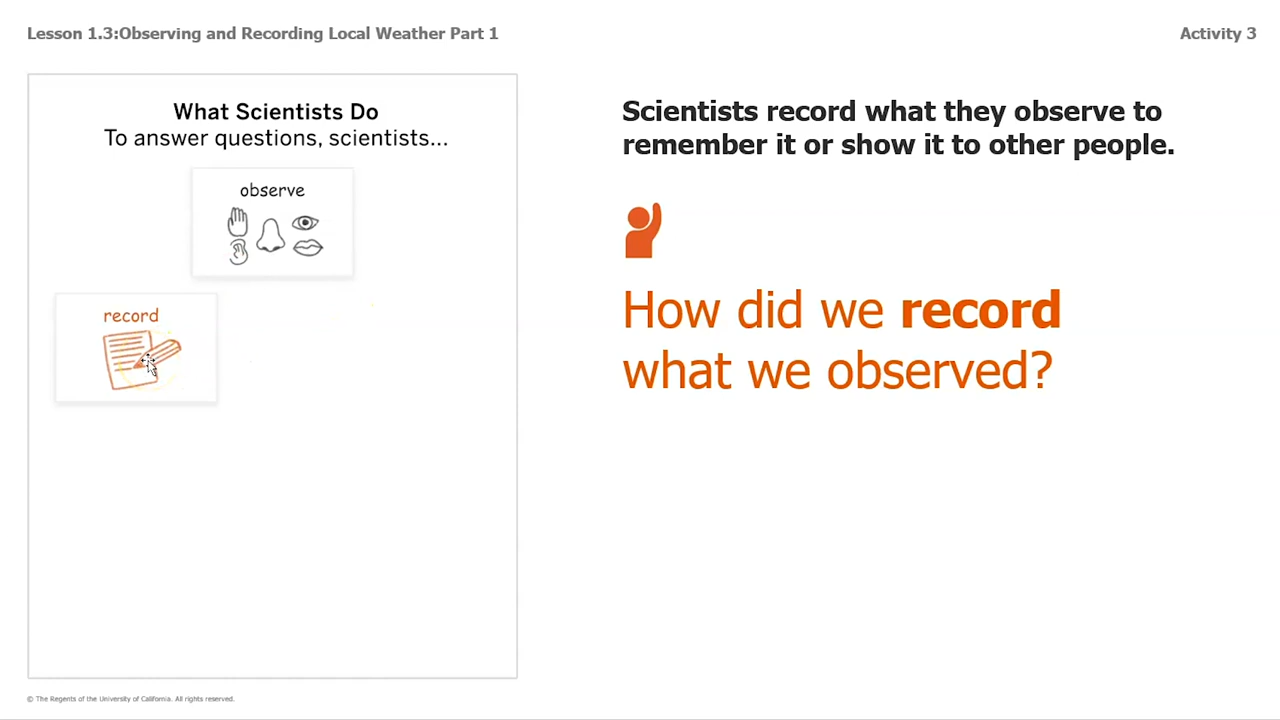 Lesson 1.3:Observing and Recording Local Weather Part 1
Activity 3
What Scientists Do
To answer questions, scientists...
observe
record
Scientists record what they observe to
remember it or show it to other people.
How did we record
what we observed?
© The Regents of the University of California. All rights reserved.